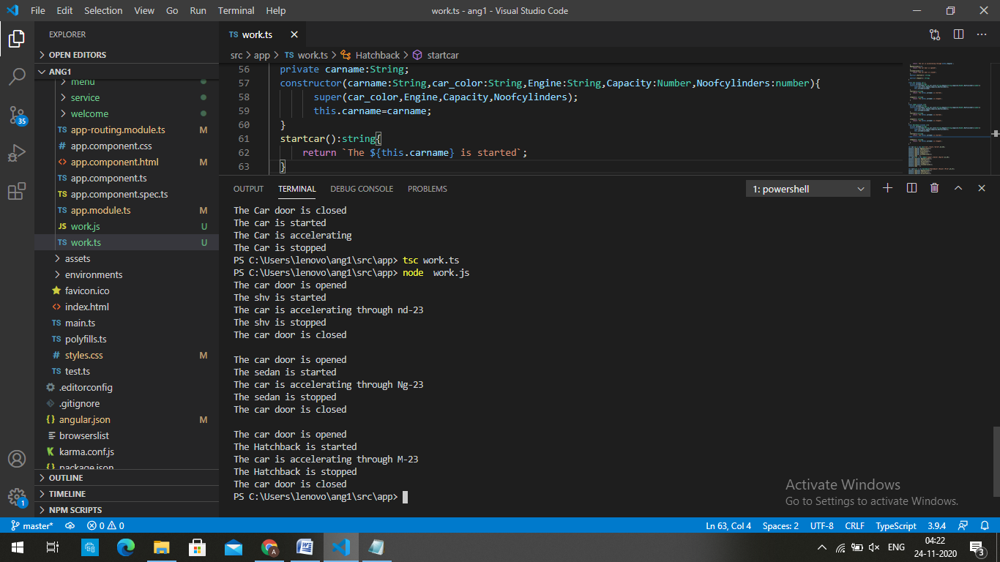 File Edit Selection View Go Run Terminal Help
work.ts - ang1 - Visual Studio Code
EXPLORER
OPEN EDITORS
ANG1
menu
service
welcome
TS app-routing.module.ts M
# app.component.css
<> app.component.html M
TS app.component.ts
TS app.component.spec.ts
TS app.module.ts M
JS work.js U
TS work.ts U
assets
environments
favicon.ico
<> index.html
TS main.ts
TS polyfills.ts
# styles.css M
TS test.ts
.editorconfig
.gitignore
{} angular.json M
browserslist
karma.conf.js
{} package.json
OUTLINE
TIMELINE
NPM SCRIPTS
35
1
TS work.ts
src > app > TS work.ts > Hatchback > startcar
56 private carname:String;
57 constructor(carname:String,car_color:String,Engine:String,Capacity:Number,Noofcylinders:number){
58 super(car_color,Engine,Capacity,Noofcylinders);
59 this.carname=carname;
60 }
61 startcar():string{
62 return `The ${this.carname} is started`;
63 }
OUTPUT TERMINAL DEBUG CONSOLE PROBLEMS
1: powershell
The Car door is closed
The car is started
The Car is accelerating
The Car is stopped
PS C:\Users\lenovo\ang1\src\app> tsc work.ts
PS C:\Users\lenovo\ang1\src\app> node  work.js
The car door is opened
The shv is started
The car is accelerating through nd-23
The shv is stopped
The car door is closed
The car door is opened
The sedan is started
The car is accelerating through Ng-23
The sedan is stopped
The car door is closed
The car door is opened
The Hatchback is started
The car is accelerating through M-23
The Hatchback is stopped
The car door is closed
PS C:\Users\lenovo\ang1\src\app>
Activate Windows
Go to Settings to activate Windows.
master* 0 0
Ln 63, Col 4 Spaces: 2 UTF-8 CRLF TypeScript 3.9.4
ENG
04:22
24-11-2020
3